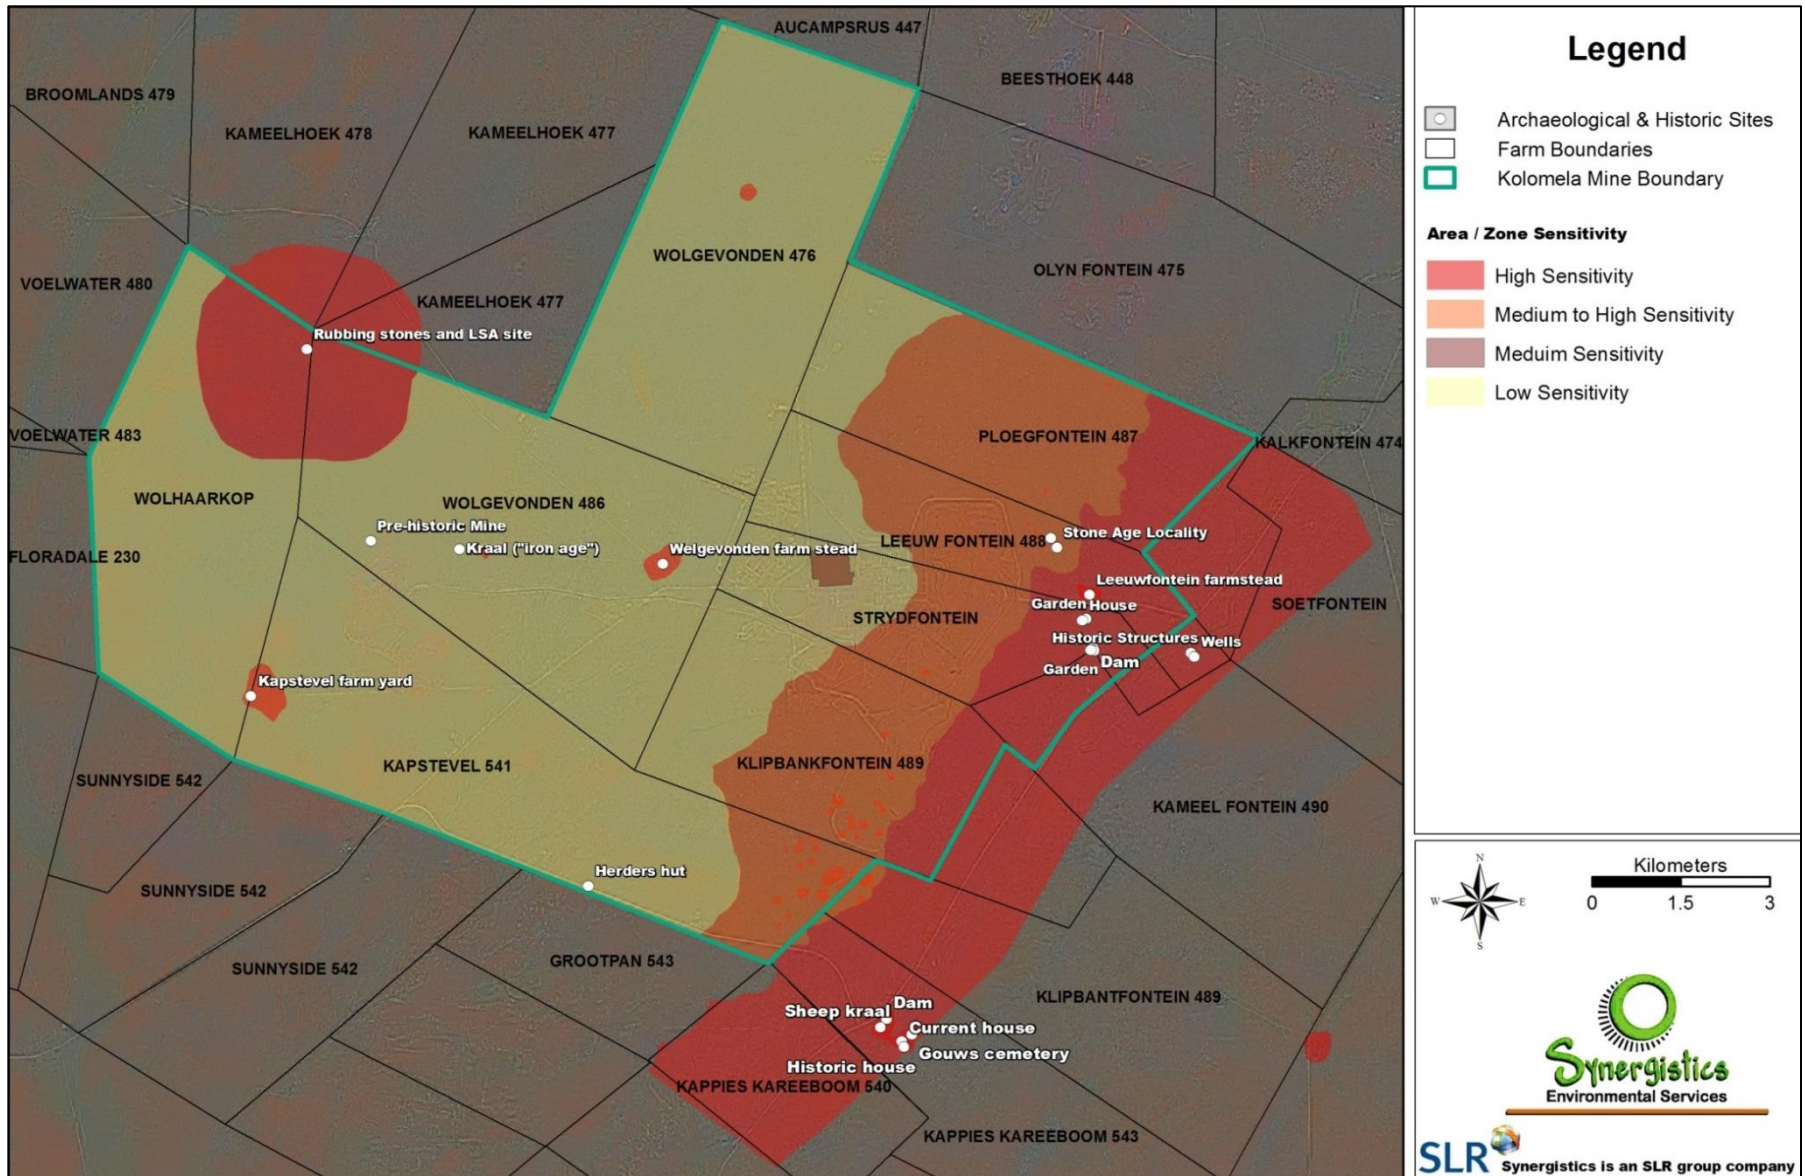 AUCAMPSRUS 447
BEESTHOEK 448
BROOMLANDS 479
KAMEELHOEK 478
KAMEELHOEK 477
WOLGEVONDEN 476
OLYN FONTEIN 475
VOELWATER 480
KAMEELHOEK 477
Rubbing stones and LSA site
VOELWATER 483
PLOEGFONTEIN 487
KALKFONTEIN 474
WOLHAARKOP
WOLGEVONDEN 486
Pre-historic Mine
Kraal ("iron age")
Welgevonden farm stead
LEEUW FONTEIN 488
Stone Age Locality
FLORADALE 230
Leeuwfontein farmstead
Garden House
SOETFONTEIN
STRYDFONTEIN
Historic Structures
Wells
Garden
Dam
Kapstevel farm yard
KAPSTEVEL 541
KLIPBANKFONTEIN 489
SUNNYSIDE 542
KAMEEL FONTEIN 490
Herders hut
SUNNYSIDE 542
GROOTPAN 543
SUNNYSIDE 542
KLIPBANTFONTEIN 489
Sheep kraal
Dam
Current house
Gouws cemetery
Historic house
KAPPIES KAREEBOOM 540
KAPPIES KAREEBOOM 543
Legend
Archaeological & Historic Sites
Farm Boundaries
Kolomela Mine Boundary
Area / Zone Sensitivity
High Sensitivity
Medium to High Sensitivity
Meduim Sensitivity
Low Sensitivity
N
W
E
S
Kilometers
0 1.5 3
Synergistics
Environmental Services
SLR
Synergistics is an SLR group company